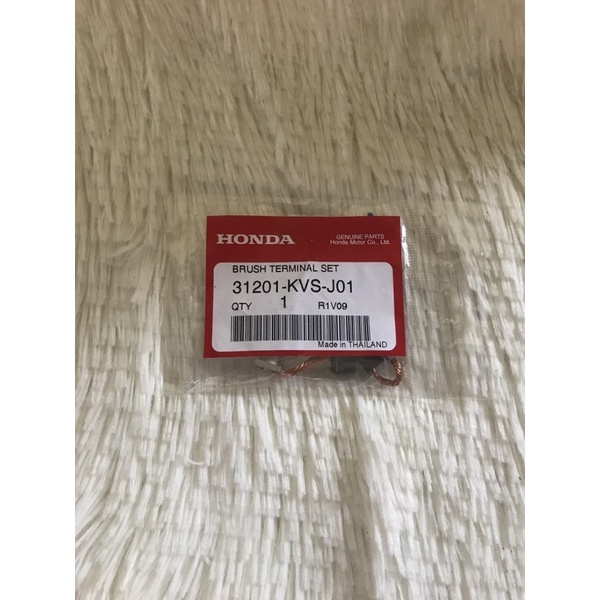 HONDA
GENUINE PARTS
Honda Motor Co., Ltd.
BRUSH TERMINAL SET
31201-KVS-J01
QTY 1 R1V09
Made in THAILAND